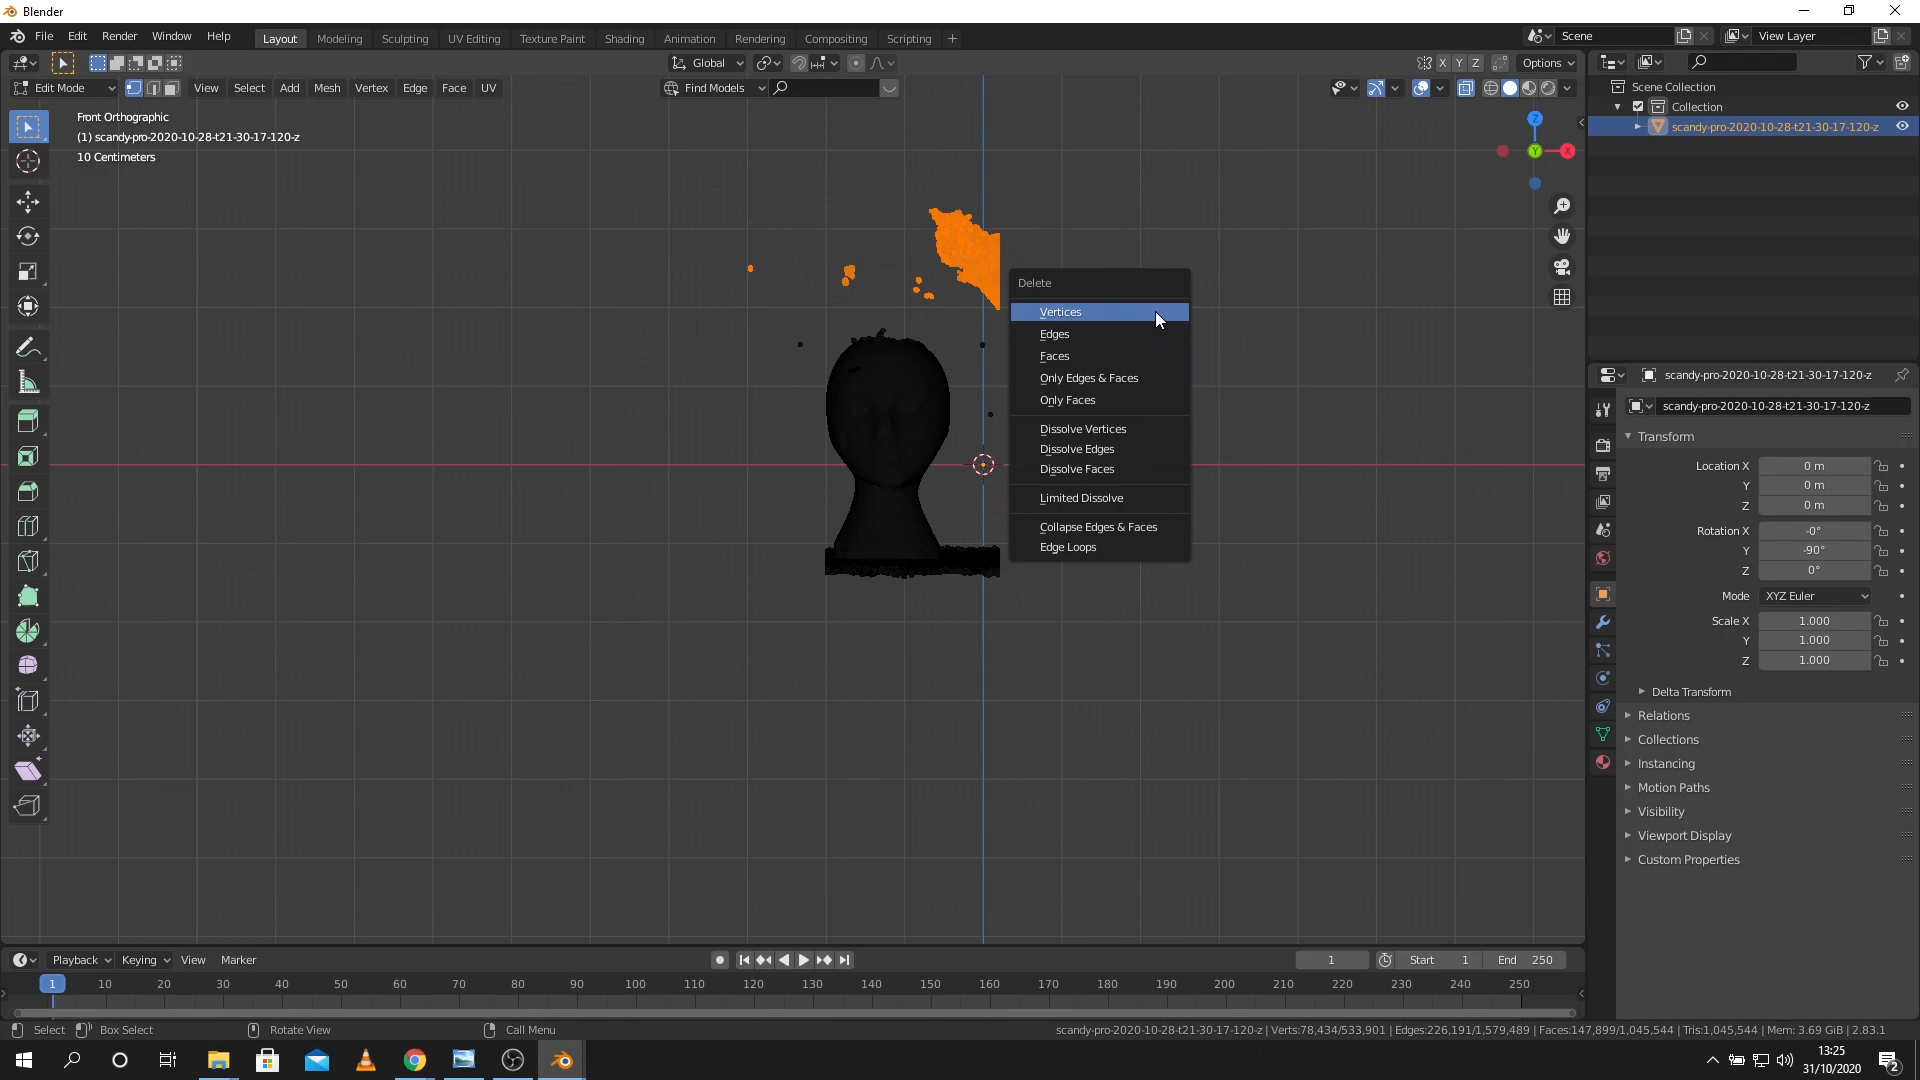 Blender
File Edit Render Window Help
Layout Modeling Sculpting UV Editing Texture Paint Shading Animation Rendering Compositing Scripting +
Scene
View Layer
Global
X Y Z
Options
Edit Mode
View Select Add Mesh Vertex Edge Face UV
Find Models
Front Orthographic
(1) scandy-pro-2020-10-28-t21-30-17-120-z
10 Centimeters
Z
Y
X
Delete
Vertices
Edges
Faces
Only Edges & Faces
Only Faces
Dissolve Vertices
Dissolve Edges
Dissolve Faces
Limited Dissolve
Collapse Edges & Faces
Edge Loops
Scene Collection
Collection
scandy-pro-2020-10-28-t21-30-17-120-z
scandy-pro-2020-10-28-t21-30-17-120-z
scandy-pro-2020-10-28-t21-30-17-120-z
Transform
Location X 0 m
Y 0 m
Z 0 m
Rotation X -0°
Y -90°
Z 0°
Mode XYZ Euler
Scale X 1.000
Y 1.000
Z 1.000
Delta Transform
Relations
Collections
Instancing
Motion Paths
Visibility
Viewport Display
Custom Properties
Playback Keying View Marker
1
Start 1
End 250
1 10 20 30 40 50 60 70 80 90 100 110 120 130 140 150 160 170 180 190 200 210 220 230 240 250
Select Box Select Rotate View Call Menu
scandy-pro-2020-10-28-t21-30-17-120-z | Verts:78,434/533,901 | Edges:226,191/1,579,489 | Faces:147,899/1,045,544 | Tris:1,045,544 | Mem: 3.69 GiB | 2.83.1
13:25
31/10/2020
2